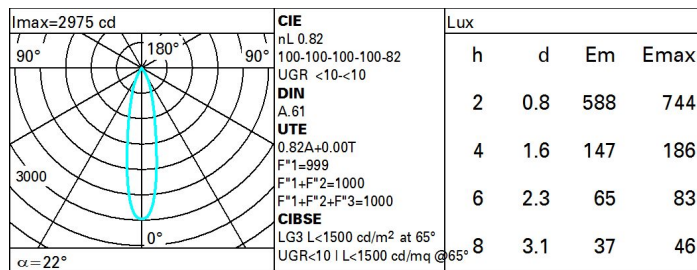 Imax=2975 cd
90° 180° 90°
3000
0°
α=22°
CIE
nL 0.82
100-100-100-100-82
UGR <10-<10
DIN
A.61
UTE
0.82A+0.00T
F"1=999
F"1+F"2=1000
F"1+F"2+F"3=1000
CIBSE
LG3 L<1500 cd/m² at 65°
UGR<10 | L<1500 cd/mq @65°
Lux
h d Em Emax
2 0.8 588 744
4 1.6 147 186
6 2.3 65 83
8 3.1 37 46